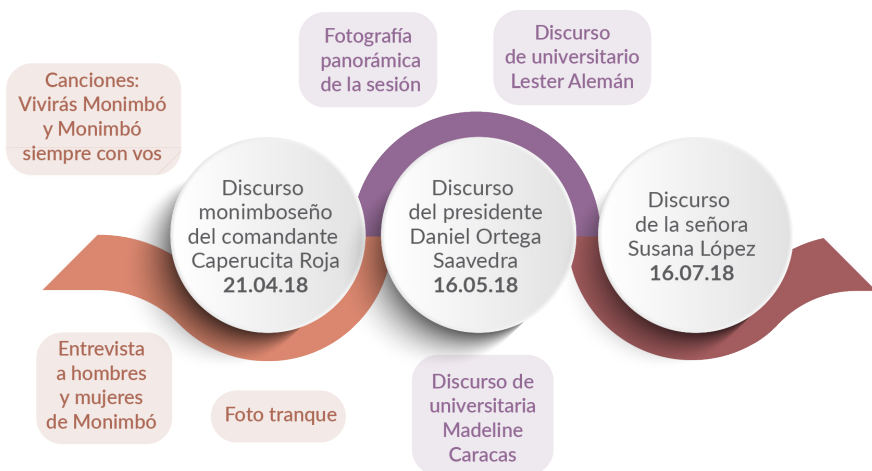 Canciones:
Vivirás Monimbó
y Monimbó
siempre con vos
Fotografía
panorámica
de la sesión
Discurso
de universitario
Lester Alemán
Discurso
monimboseño
del comandante
Caperucita Roja
21.04.18
Discurso
del presidente
Daniel Ortega
Saavedra
16.05.18
Discurso
de la señora
Susana López
16.07.18
Entrevista
a hombres
y mujeres
de Monimbó
Foto tranque
Discurso de
universitaria
Madeline
Caracas